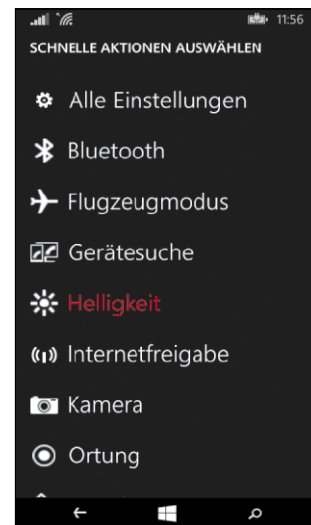 11:56
SCHNELLE AKTIONEN AUSWÄHLEN
Alle Einstellungen
Bluetooth
Flugzeugmodus
Gerätesuche
Helligkeit
Internetfreigabe
Kamera
Ortung